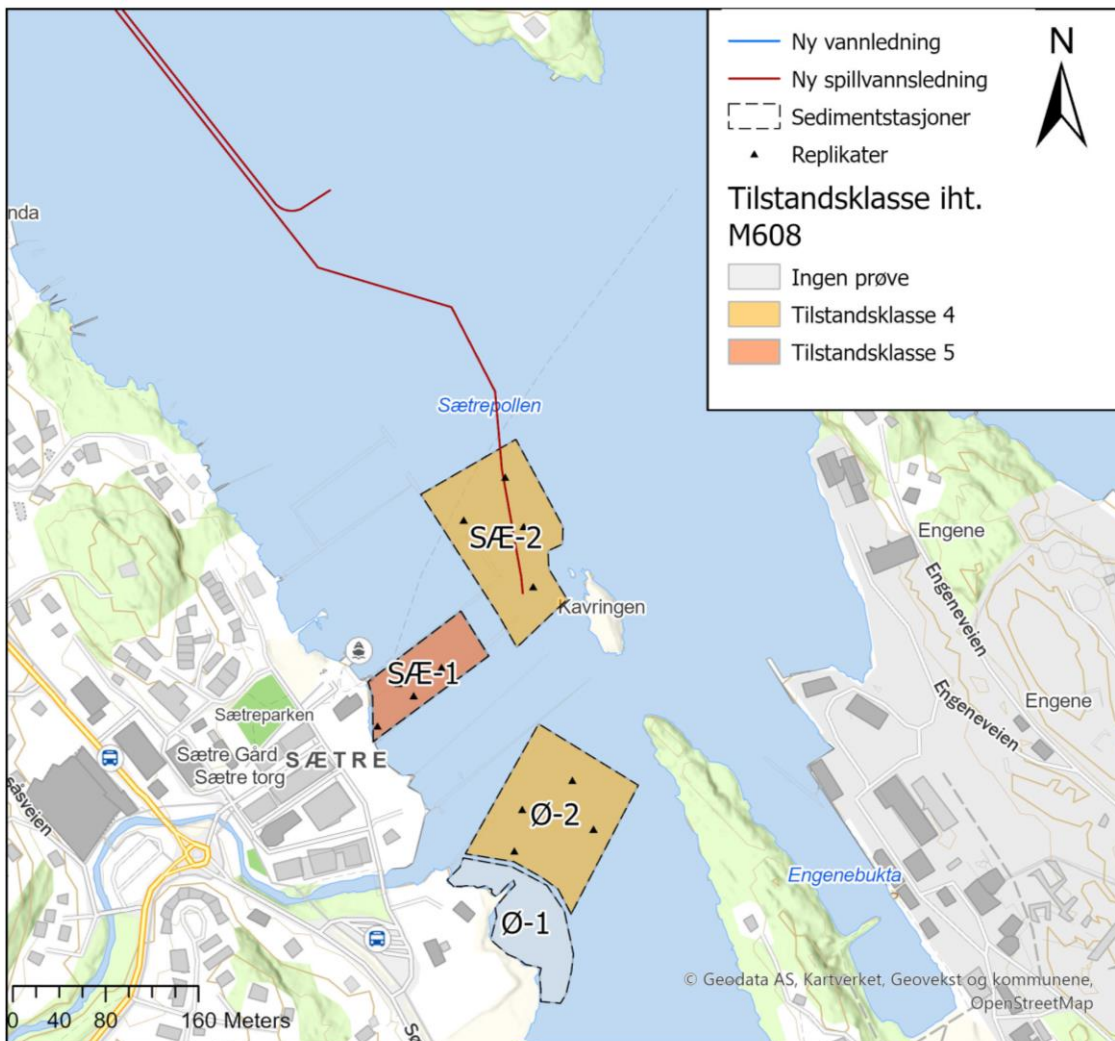 Ny vannledning
Ny spillvannsledning
Sedimentstasjoner
Replikater
Tilstandsklasse iht.
M608
Ingen prøve
Tilstandsklasse 4
Tilstandsklasse 5
N
nda
Sætrepollen
SÆ-2
Kavringen
SÆ-1
Sætreparken
Sætre Gård
Sætre torg
SÆTRE
Ø-2
Ø-1
Engene
Engeneveien
Engeneveien
Engene
Engenebukta
åsveien
Sø
0 40 80 160 Meters
© Geodata AS, Kartverket, Geovekst og kommunene,
OpenStreetMap